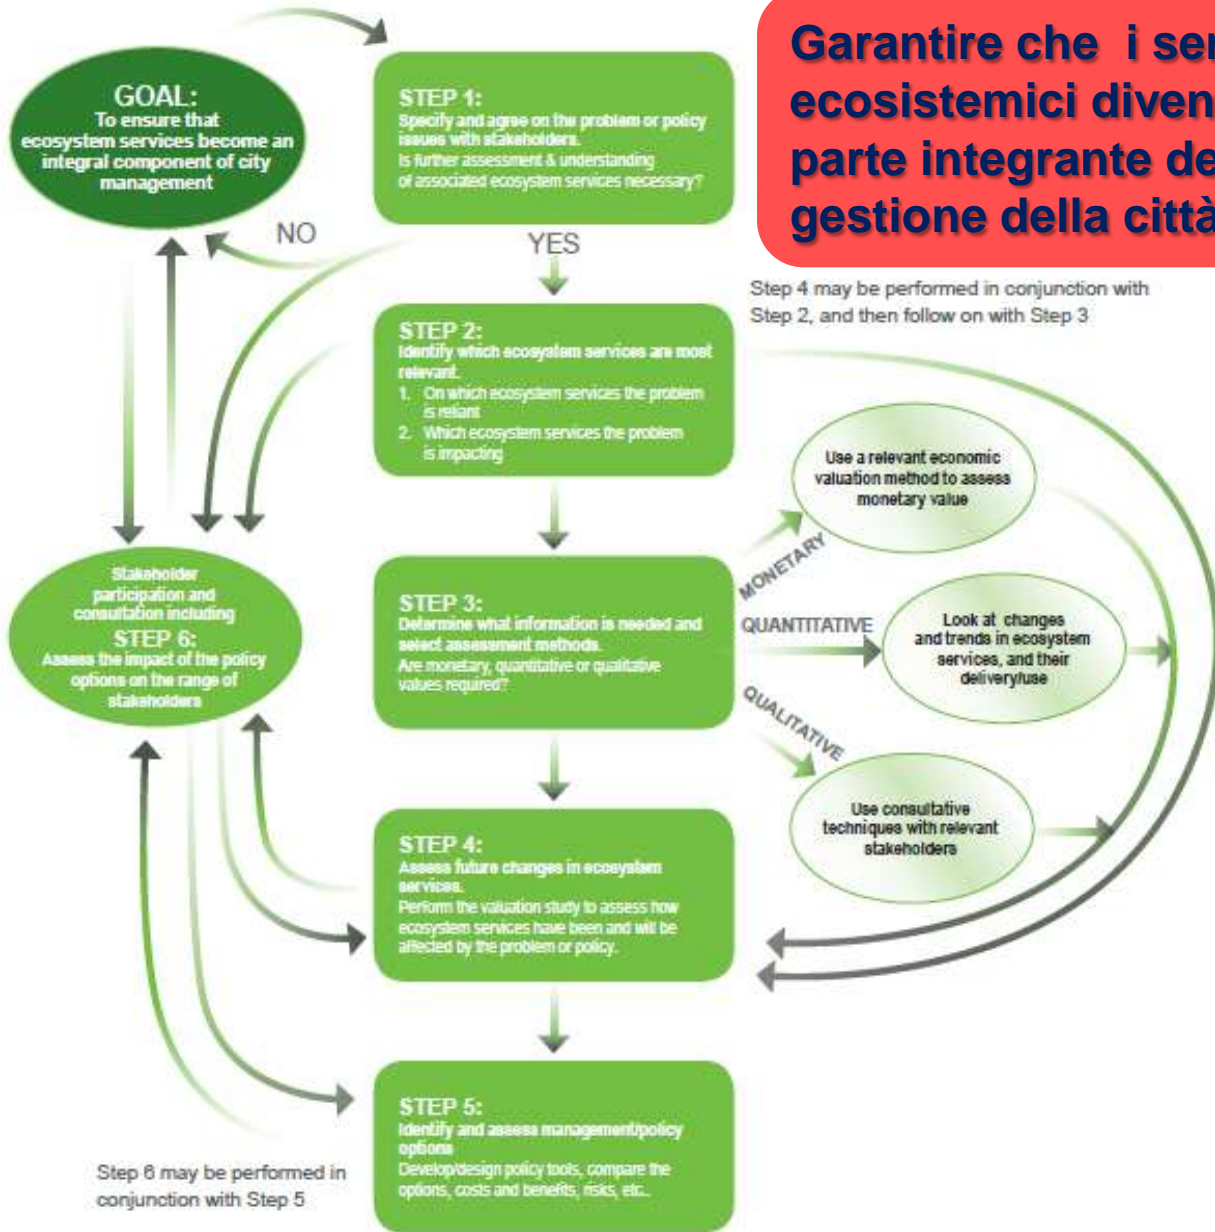 GOAL:
To ensure that
ecosystem services become an
integral component of city
management
STEP 1:
Specify and agree on the problem or policy
issues with stakeholders.
Is further assessment & understanding
of associated ecosystem services necessary?
Garantire che i ser
ecosistemici diven
parte integrante de
gestione della città
NO
YES
Step 4 may be performed in conjunction with
Step 2, and then follow on with Step 3
STEP 2:
Identify which ecosystem services are most
relevant.
1. On which ecosystem services the problem
is reliant
2. Which ecosystem services the problem
is impacting
Use a relevant economic
valuation method to assess
monetary value
MONETARY
Stakeholder
participation and
consultation including
STEP 6:
Assess the impact of the policy
options on the range of
stakeholders
STEP 3:
Determine what information is needed and
select assessment methods.
Are monetary, quantitative or qualitative
values required?
QUANTITATIVE
Look at changes
and trends in ecosystem
services, and their
delivery/use
QUALITATIVE
Use consultative
techniques with relevant
stakeholders
STEP 4:
Assess future changes in ecosystem
services.
Perform the valuation study to assess how
ecosystem services have been and will be
affected by the problem or policy.
STEP 5:
Identify and assess management/policy
options
Develop/design policy tools, compare the
options, costs and benefits, risks, etc..
Step 6 may be performed in
conjunction with Step 5